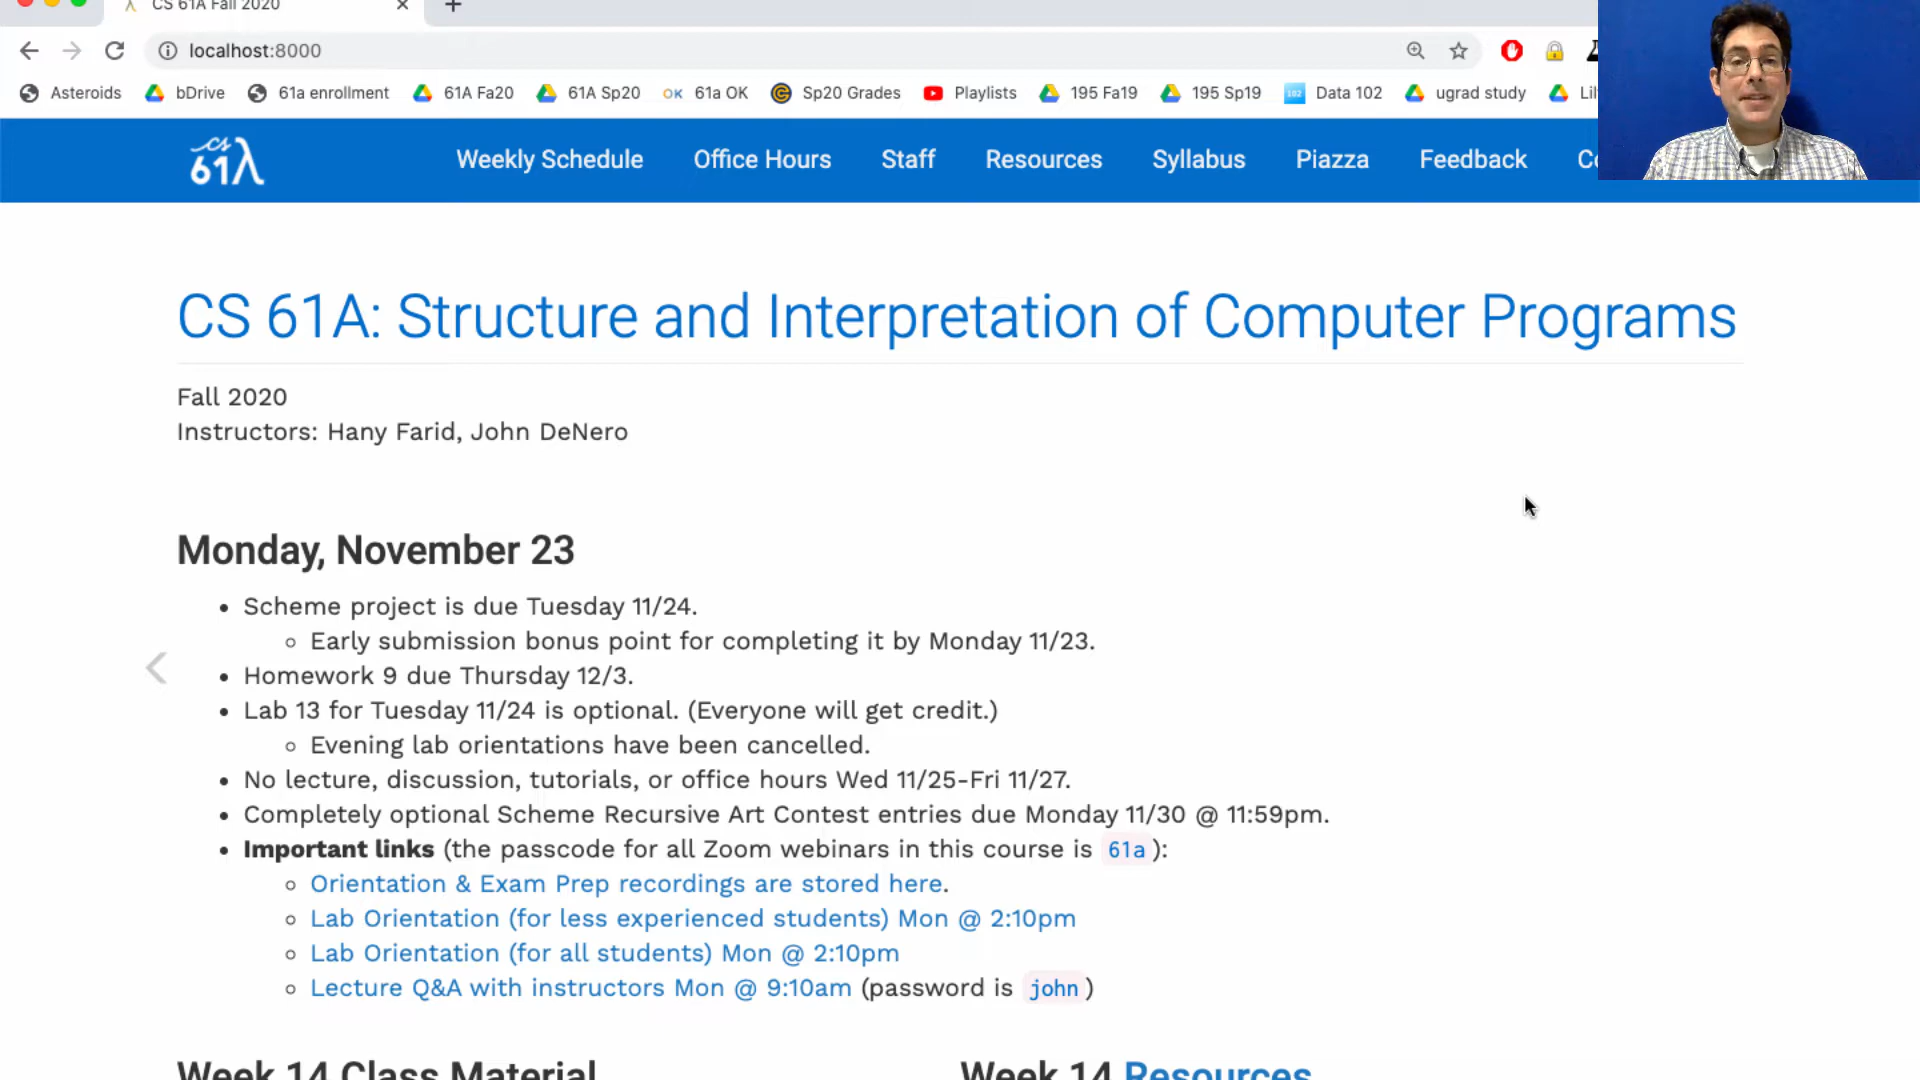 CS 61A Fall 2020
localhost:8000
Asteroids bDrive 61a enrollment 61A Fa20 61A Sp20 OK 61a OK Sp20 Grades Playlists 195 Fa19 195 Sp19 102 Data 102 ugrad study
CS 61λ Weekly Schedule Office Hours Staff Resources Syllabus Piazza Feedback
CS 61A: Structure and Interpretation of Computer Programs
Fall 2020
Instructors: Hany Farid, John DeNero
Monday, November 23
Scheme project is due Tuesday 11/24.
Early submission bonus point for completing it by Monday 11/23.
Homework 9 due Thursday 12/3.
Lab 13 for Tuesday 11/24 is optional. (Everyone will get credit.)
Evening lab orientations have been cancelled.
No lecture, discussion, tutorials, or office hours Wed 11/25-Fri 11/27.
Completely optional Scheme Recursive Art Contest entries due Monday 11/30 @ 11:59pm.
Important links (the passcode for all Zoom webinars in this course is 61a):
Orientation & Exam Prep recordings are stored here.
Lab Orientation (for less experienced students) Mon @ 2:10pm
Lab Orientation (for all students) Mon @ 2:10pm
Lecture Q&A with instructors Mon @ 9:10am (password is john)
Week 14 Class Material Week 14 Resources